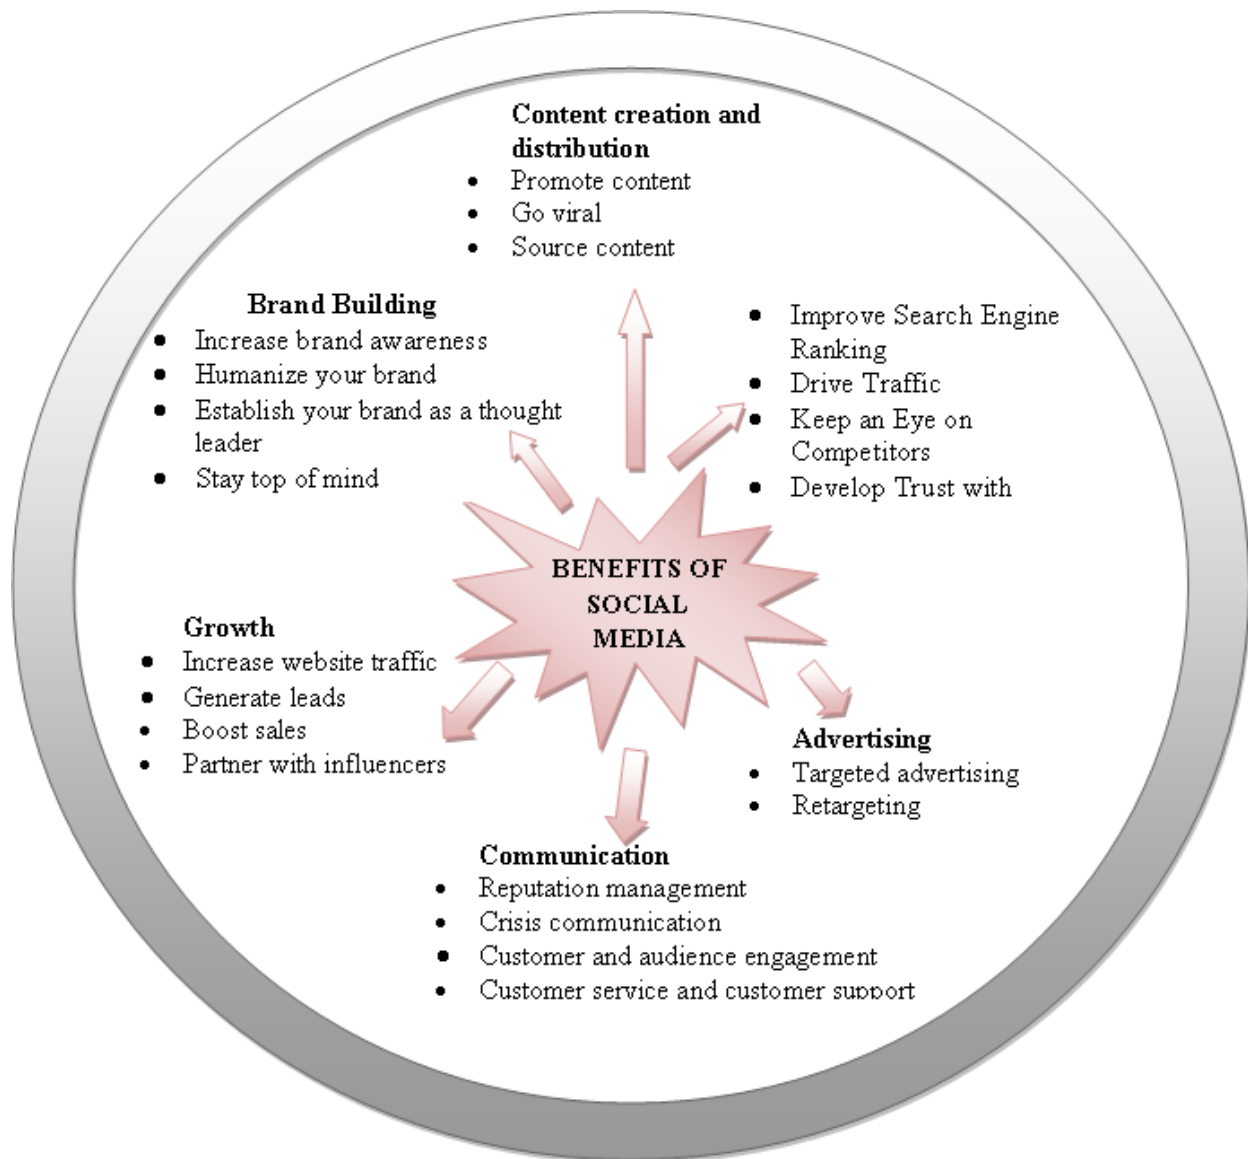 Content creation and
distribution
• Promote content
• Go viral
• Source content
Brand Building
• Increase brand awareness
• Humanize your brand
• Establish your brand as a thought
leader
• Stay top of mind
• Improve Search Engine
Ranking
• Drive Traffic
• Keep an Eye on
Competitors
• Develop Trust with
BENEFITS OF
SOCIAL
MEDIA
Growth
• Increase website traffic
• Generate leads
• Boost sales
• Partner with influencers
Advertising
• Targeted advertising
• Retargeting
Communication
• Reputation management
• Crisis communication
• Customer and audience engagement
• Customer service and customer support